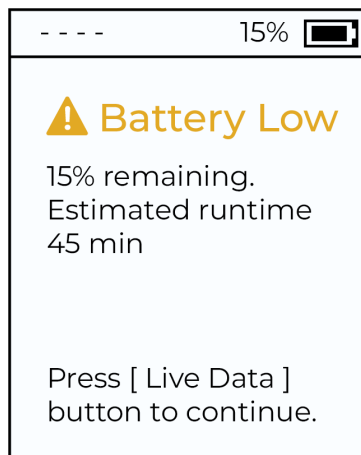 - - - - 15%
Battery Low
15% remaining.
Estimated runtime
45 min
Press [ Live Data ]
button to continue.